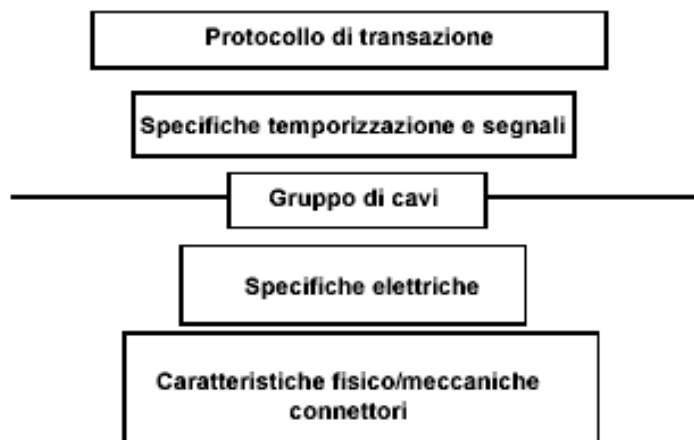 Protocollo di transazione
Specifiche temporizzazione e segnali
Gruppo di cavi
Specifiche elettriche
Caratteristiche fisico/meccaniche
connettori